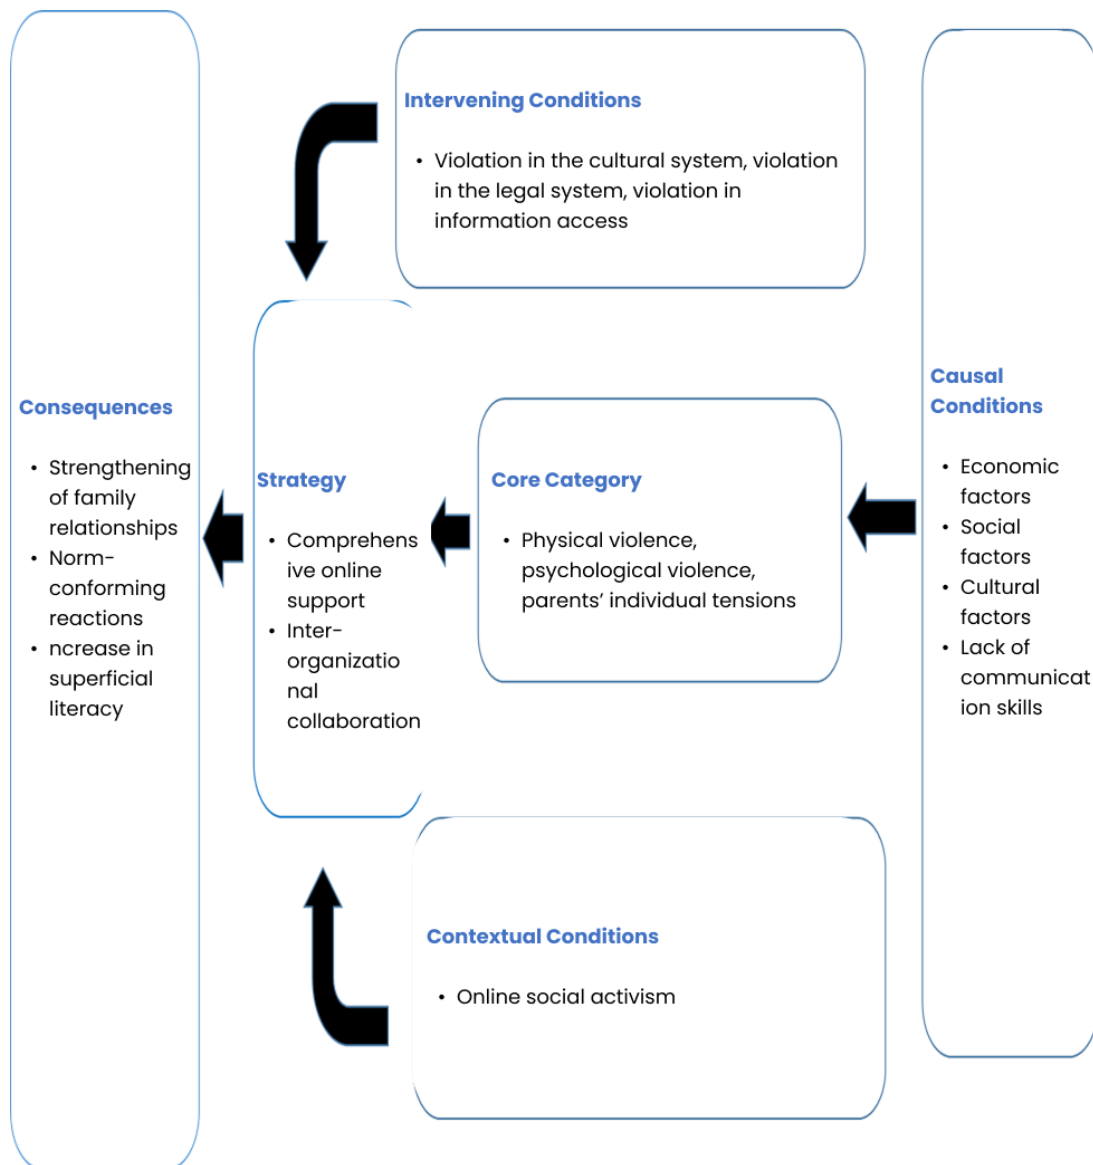 Intervening Conditions
• Violation in the cultural system, violation
in the legal system, violation in
information access
Consequences
• Strengthening
of family
relationships
• Norm-
conforming
reactions
• ncrease in
superficial
literacy
Strategy
• Comprehens
ive online
support
• Inter-
organizatio
nal
collaboration
Core Category
• Physical violence,
psychological violence,
parents’ individual tensions
Causal
Conditions
• Economic
factors
• Social
factors
• Cultural
factors
• Lack of
communicat
ion skills
Contextual Conditions
• Online social activism